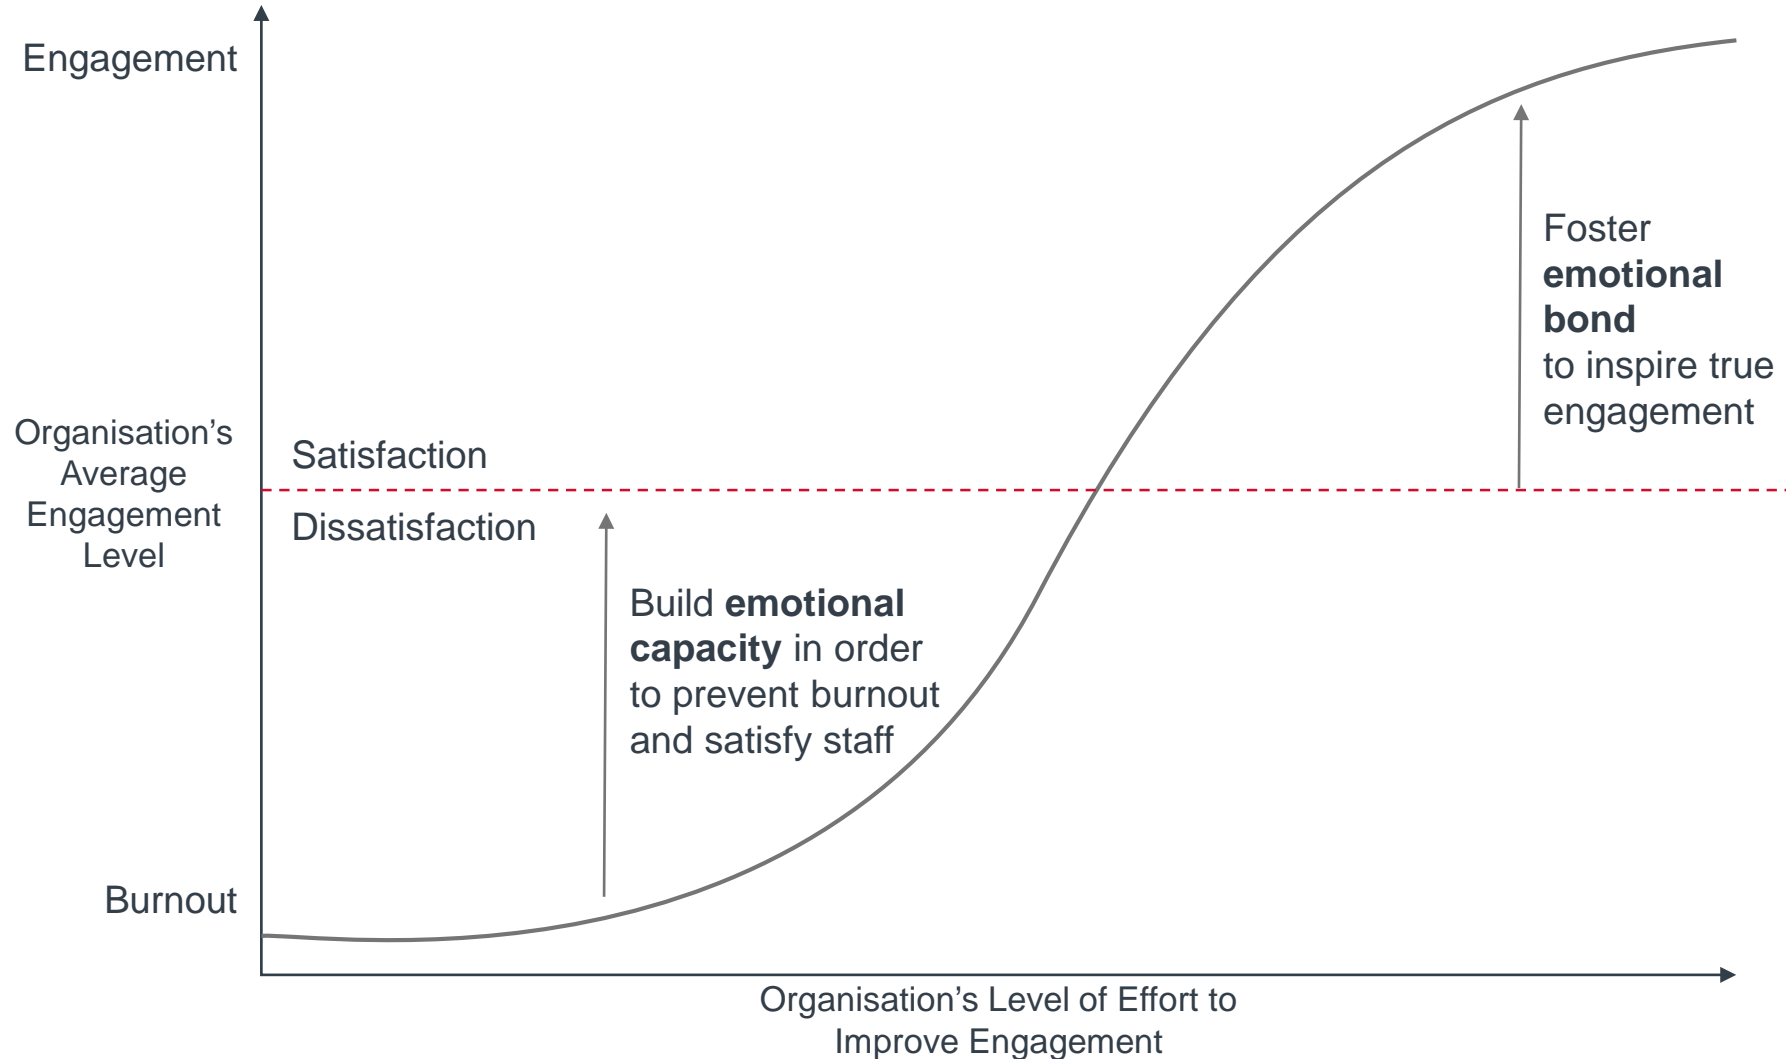 Engagement
Organisation’s
Average
Engagement
Level
Burnout
Satisfaction
Dissatisfaction
Build emotional
capacity in order
to prevent burnout
and satisfy staff
Foster
emotional
bond
to inspire true
engagement
Organisation’s Level of Effort to
Improve Engagement